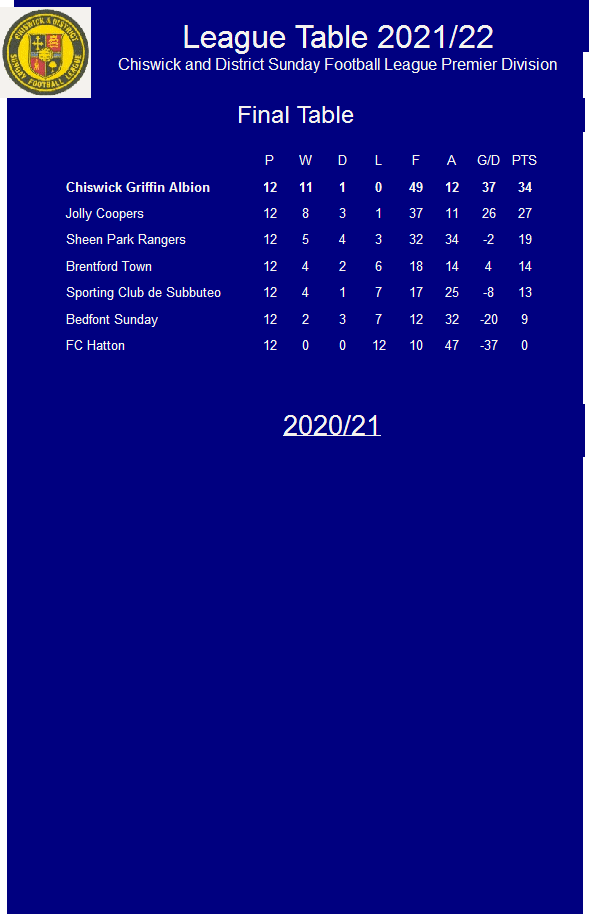 CHISWICK & DISTRICT
SUNDAY FOOTBALL LEAGUE
League Table 2021/22
Chiswick and District Sunday Football League Premier Division
Final Table
P W D L F A G/D PTS
Chiswick Griffin Albion 12 11 1 0 49 12 37 34
Jolly Coopers 12 8 3 1 37 11 26 27
Sheen Park Rangers 12 5 4 3 32 34 -2 19
Brentford Town 12 4 2 6 18 14 4 14
Sporting Club de Subbuteo 12 4 1 7 17 25 -8 13
Bedfont Sunday 12 2 3 7 12 32 -20 9
FC Hatton 12 0 0 12 10 47 -37 0
2020/21